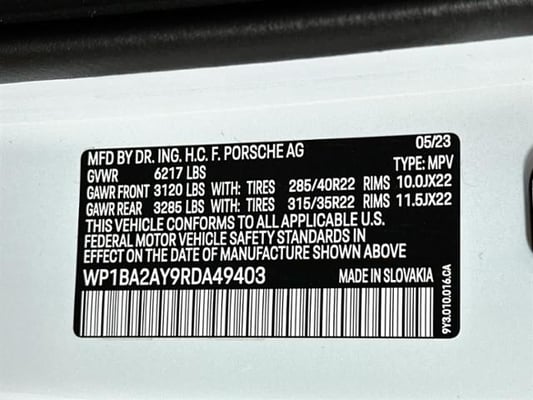 MFD BY DR. ING. H.C. F. PORSCHE AG 05/23
GVWR 6217 LBS TYPE: MPV
GAWR FRONT 3120 LBS WITH: TIRES 285/40R22 RIMS 10.0JX22
GAWR REAR 3285 LBS WITH: TIRES 315/35R22 RIMS 11.5JX22
THIS VEHICLE CONFORMS TO ALL APPLICABLE U.S.
FEDERAL MOTOR VEHICLE SAFETY STANDARDS IN
EFFECT ON THE DATE OF MANUFACTURE SHOWN ABOVE
WP1BA2AY9RDA49403 MADE IN SLOVAKIA
9Y3.010.016.CA